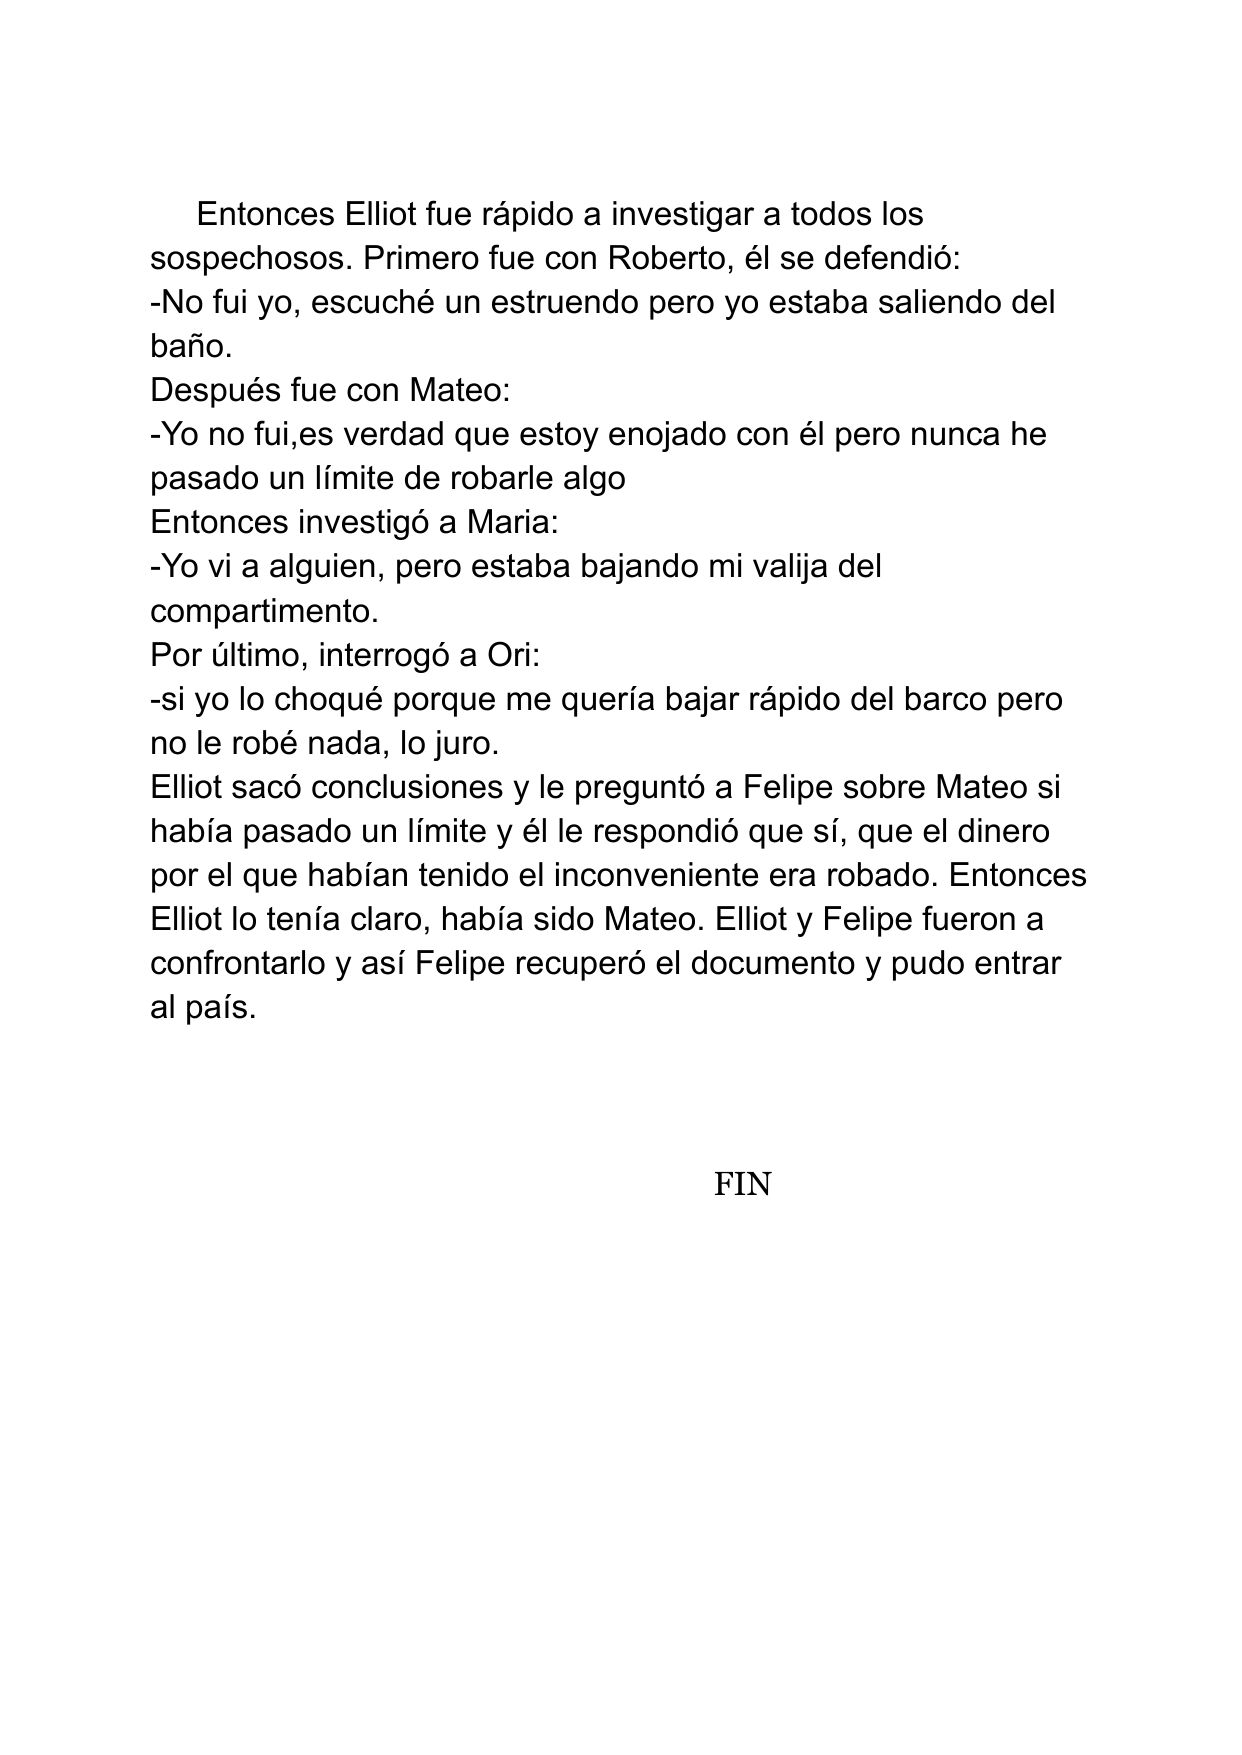 Entonces Elliot fue rápido a investigar a todos los
sospechosos. Primero fue con Roberto, él se defendió:
-No fui yo, escuché un estruendo pero yo estaba saliendo del
baño.
Después fue con Mateo:
-Yo no fui,es verdad que estoy enojado con él pero nunca he
pasado un límite de robarle algo
Entonces investigó a Maria:
-Yo vi a alguien, pero estaba bajando mi valija del
compartimento.
Por último, interrogó a Ori:
-si yo lo choqué porque me quería bajar rápido del barco pero
no le robé nada, lo juro.
Elliot sacó conclusiones y le preguntó a Felipe sobre Mateo si
había pasado un límite y él le respondió que sí, que el dinero
por el que habían tenido el inconveniente era robado. Entonces
Elliot lo tenía claro, había sido Mateo. Elliot y Felipe fueron a
confrontarlo y así Felipe recuperó el documento y pudo entrar
al país.
FIN